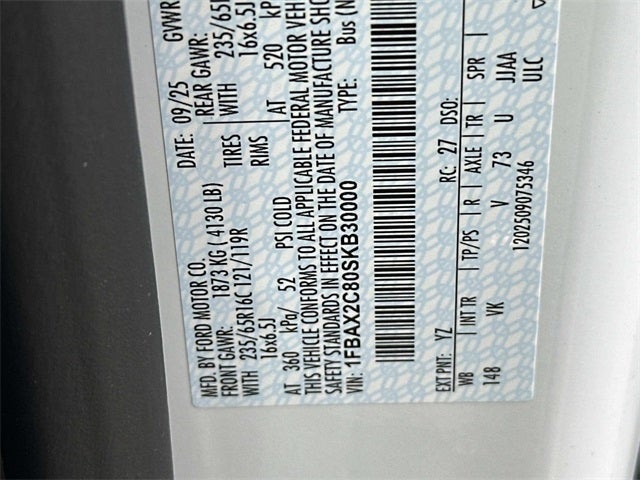 MFD. BY FORD MOTOR CO. DATE: 09/25 GVWR
FRONT GAWR: 1873 KG ( 4130 LB) REAR GAWR:
WITH 235/65R16C 121/119R TIRES WITH 235/65
16x6.5J RIMS 16x6.5J
AT 360 kPa/ 52 PSI COLD AT 520
THIS VEHICLE CONFORMS TO ALL APPLICABLE FEDERAL MOTOR VEH
SAFETY STANDARDS IN EFFECT ON THE DATE OF MANUFACTURE SHO
VIN: 1FBAX2C80SKB30000 TYPE: Bus (N
EXT PNT: YZ RC: 27 DSO:
WB INT TR TP/PS R AXLE TR SPR
148 VK V 73 U JJAA
1202509075346 ULC